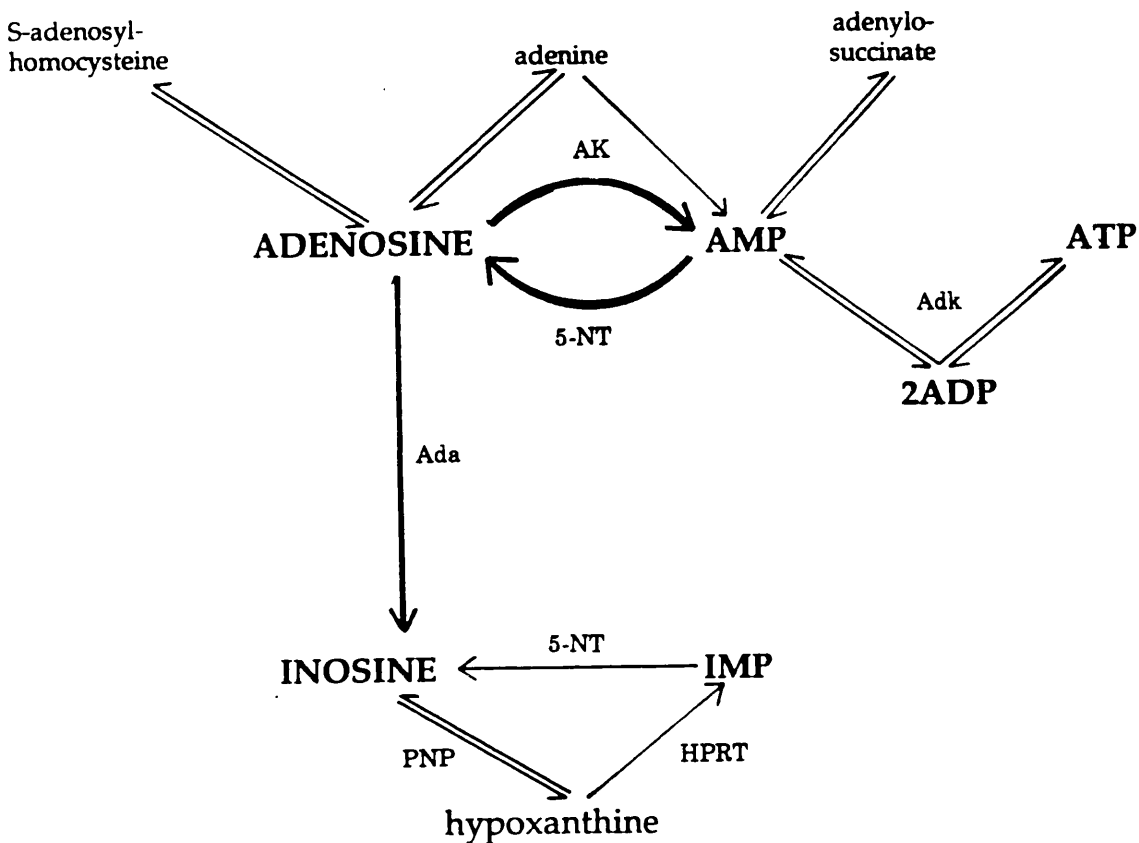 S-adenosyl-
homocysteine
adenine
adenylo-
succinate
AK
ADENOSINE
AMP
ATP
5-NT
Adk
2ADP
Ada
INOSINE
5-NT
IMP
PNP
HPRT
hypoxanthine